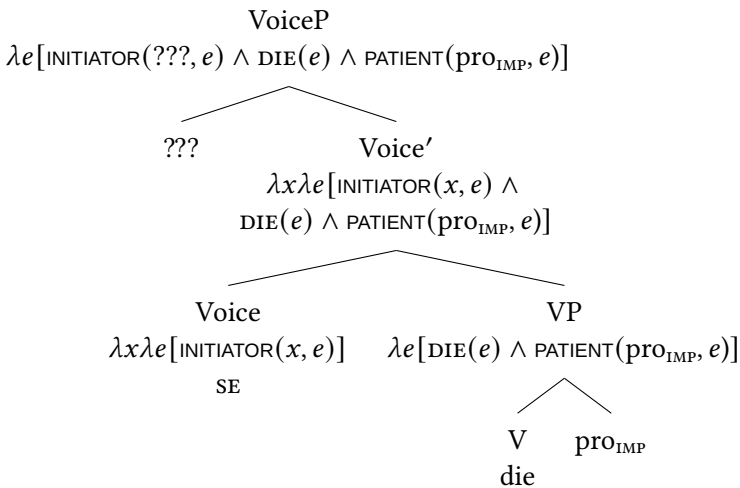 VoiceP
λe[INITIATOR(???, e) ∧ DIE(e) ∧ PATIENT(pro_IMP, e)]
??? Voice′
λxλe[INITIATOR(x, e) ∧
DIE(e) ∧ PATIENT(pro_IMP, e)]
Voice VP
λxλe[INITIATOR(x, e)] λe[DIE(e) ∧ PATIENT(pro_IMP, e)]
SE
V pro_IMP
die